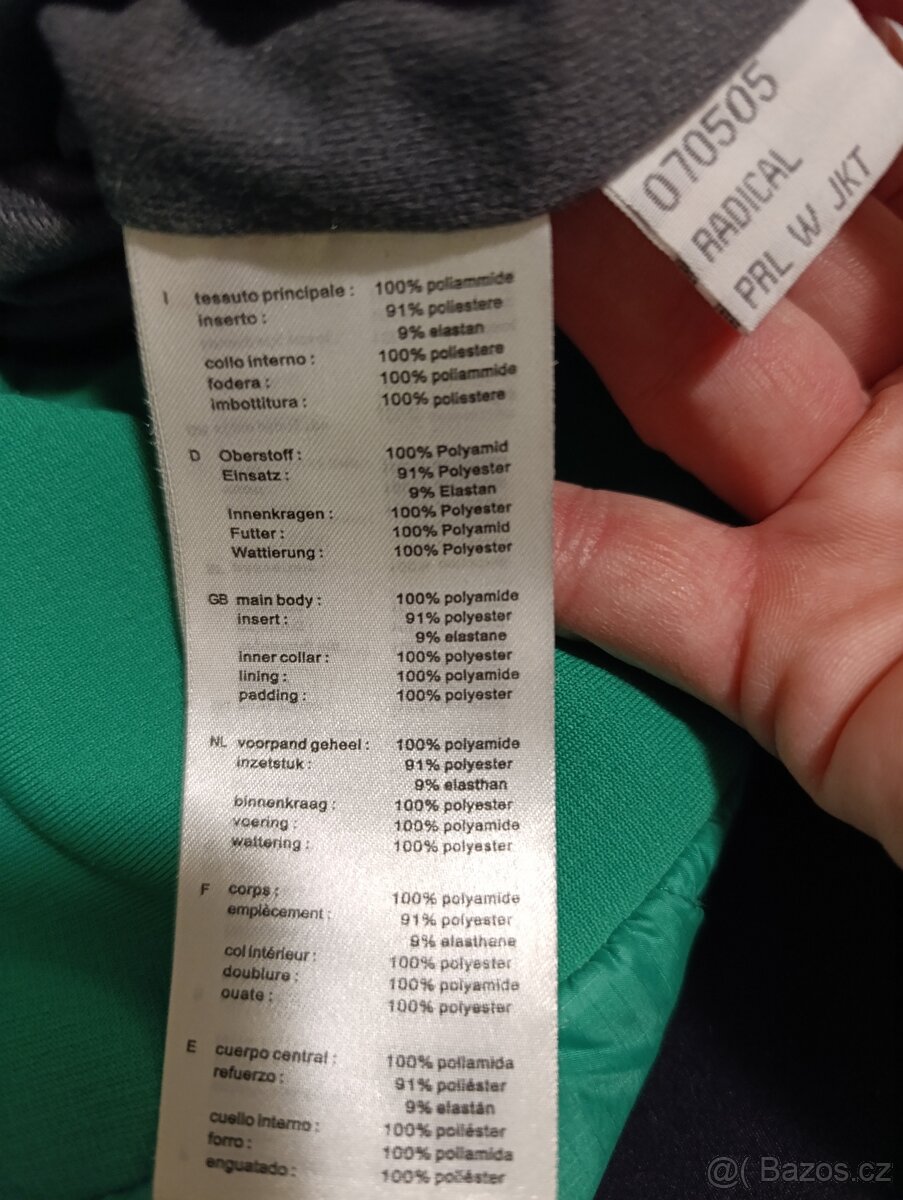 070505
RADICAL
PRL W JKT
I tessuto principale : 100% poliammide
inserto : 91% poliestere
9% elastan
collo interno : 100% poliestere
fodera : 100% poliammide
imbottitura : 100% poliestere
D Oberstoff : 100% Polyamid
Einsatz : 91% Polyester
9% Elastan
Innenkragen : 100% Polyester
Futter : 100% Polyamid
Wattierung : 100% Polyester
GB main body : 100% polyamide
insert : 91% polyester
9% elastane
inner collar : 100% polyester
lining : 100% polyamide
padding : 100% polyester
NL voorpand geheel : 100% polyamide
inzetstuk : 91% polyester
9% elasthan
binnenkraag : 100% polyester
voering : 100% polyamide
wattering : 100% polyester
F corps : 100% polyamide
emplècement : 91% polyester
9% elasthane
col intérieur : 100% polyester
doublure : 100% polyamide
ouate : 100% polyester
E cuerpo central : 100% poliamida
refuerzo : 91% poliéster
9% elastán
cuello interno : 100% poliéster
forro : 100% poliamida
enguatado : 100% poliéster
@( Bazos.cz